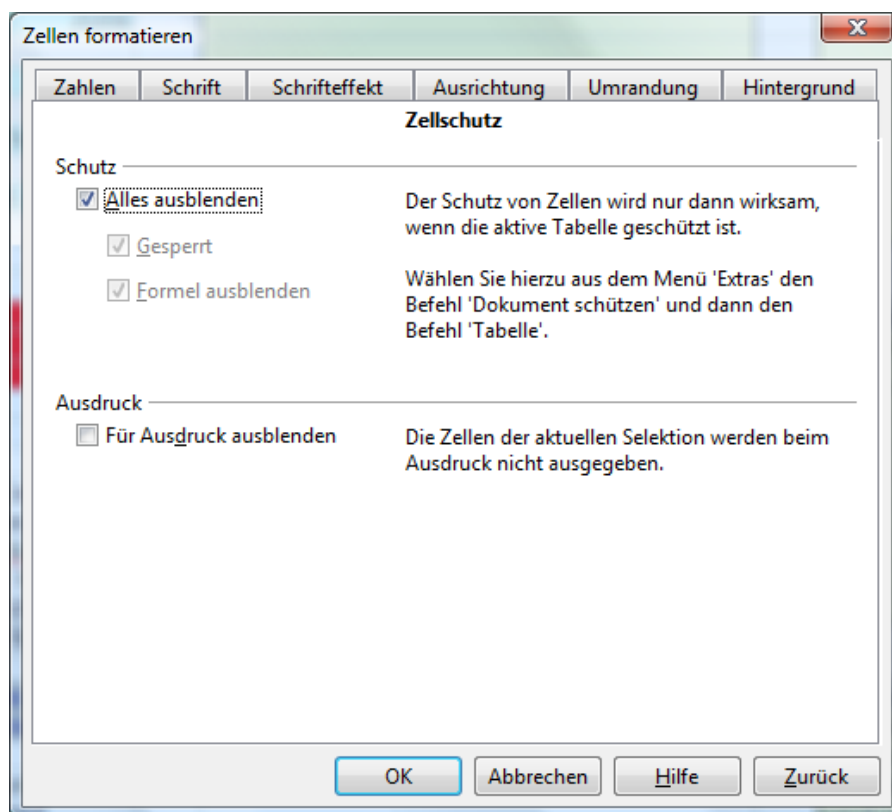 Zellen formatieren
Zahlen Schrift Schrifteffekt Ausrichtung Umrandung Hintergrund
Zellschutz
Schutz
Alles ausblenden
Gesperrt
Formel ausblenden
Der Schutz von Zellen wird nur dann wirksam,
wenn die aktive Tabelle geschützt ist.
Wählen Sie hierzu aus dem Menü 'Extras' den
Befehl 'Dokument schützen' und dann den
Befehl 'Tabelle'.
Ausdruck
Für Ausdruck ausblenden
Die Zellen der aktuellen Selektion werden beim
Ausdruck nicht ausgegeben.
OK Abbrechen Hilfe Zurück